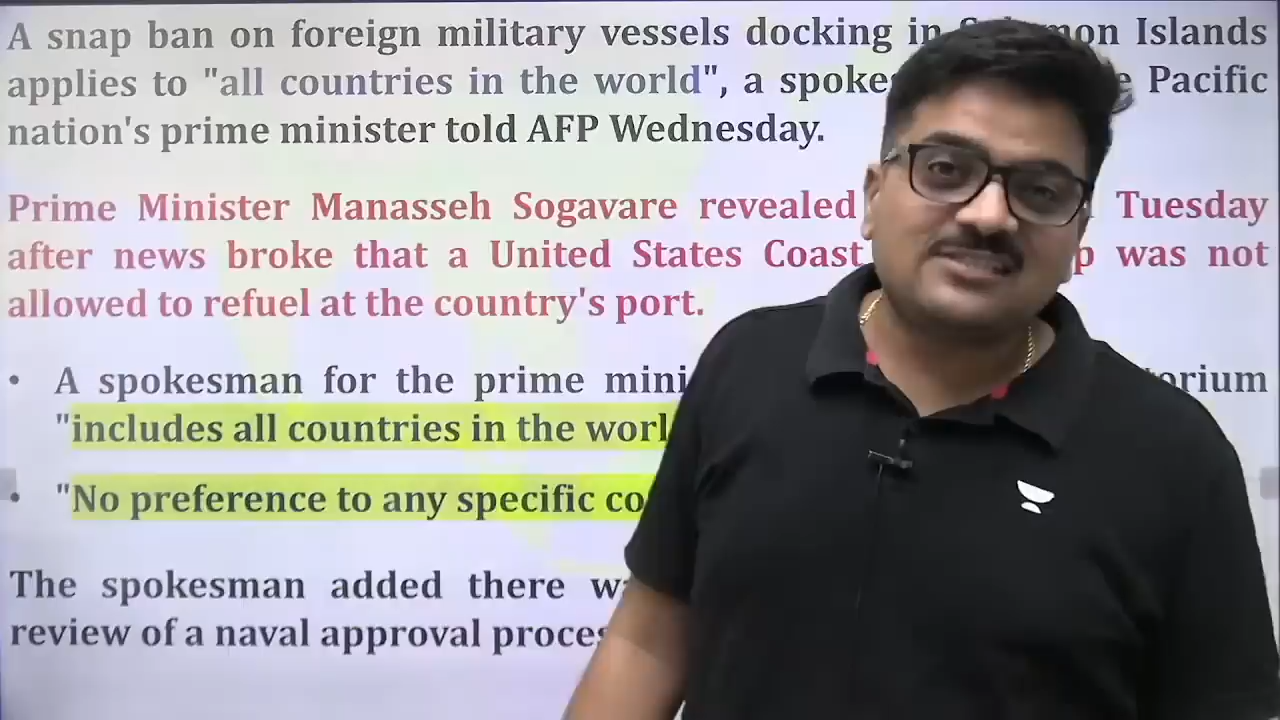 A snap ban on foreign military vessels docking in Islands
applies to "all countries in the world", a Pacific
nation's prime minister told AFP Wednesday.
Prime Minister Manasseh Sogavare revealed Tuesday
after news broke that a United States Coast was not
allowed to refuel at the country's port.
• A spokesman for the prime
"includes all countries in the
• "No preference to any specific
The spokesman added there
review of a naval approval